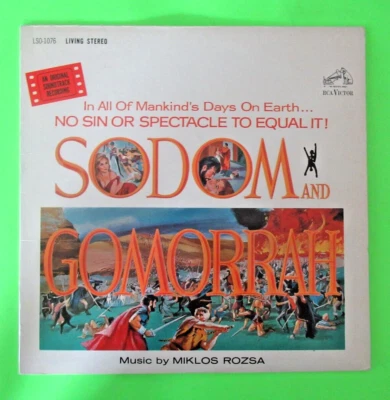 LSO-1076 LIVING STEREO
AN ORIGINAL
SOUNDTRACK
RECORDING
RCA VICTOR
In All Of Mankind's Days On Earth...
NO SIN OR SPECTACLE TO EQUAL IT!
SODOM AND
GOMORRAH
Music by MIKLOS ROZSA